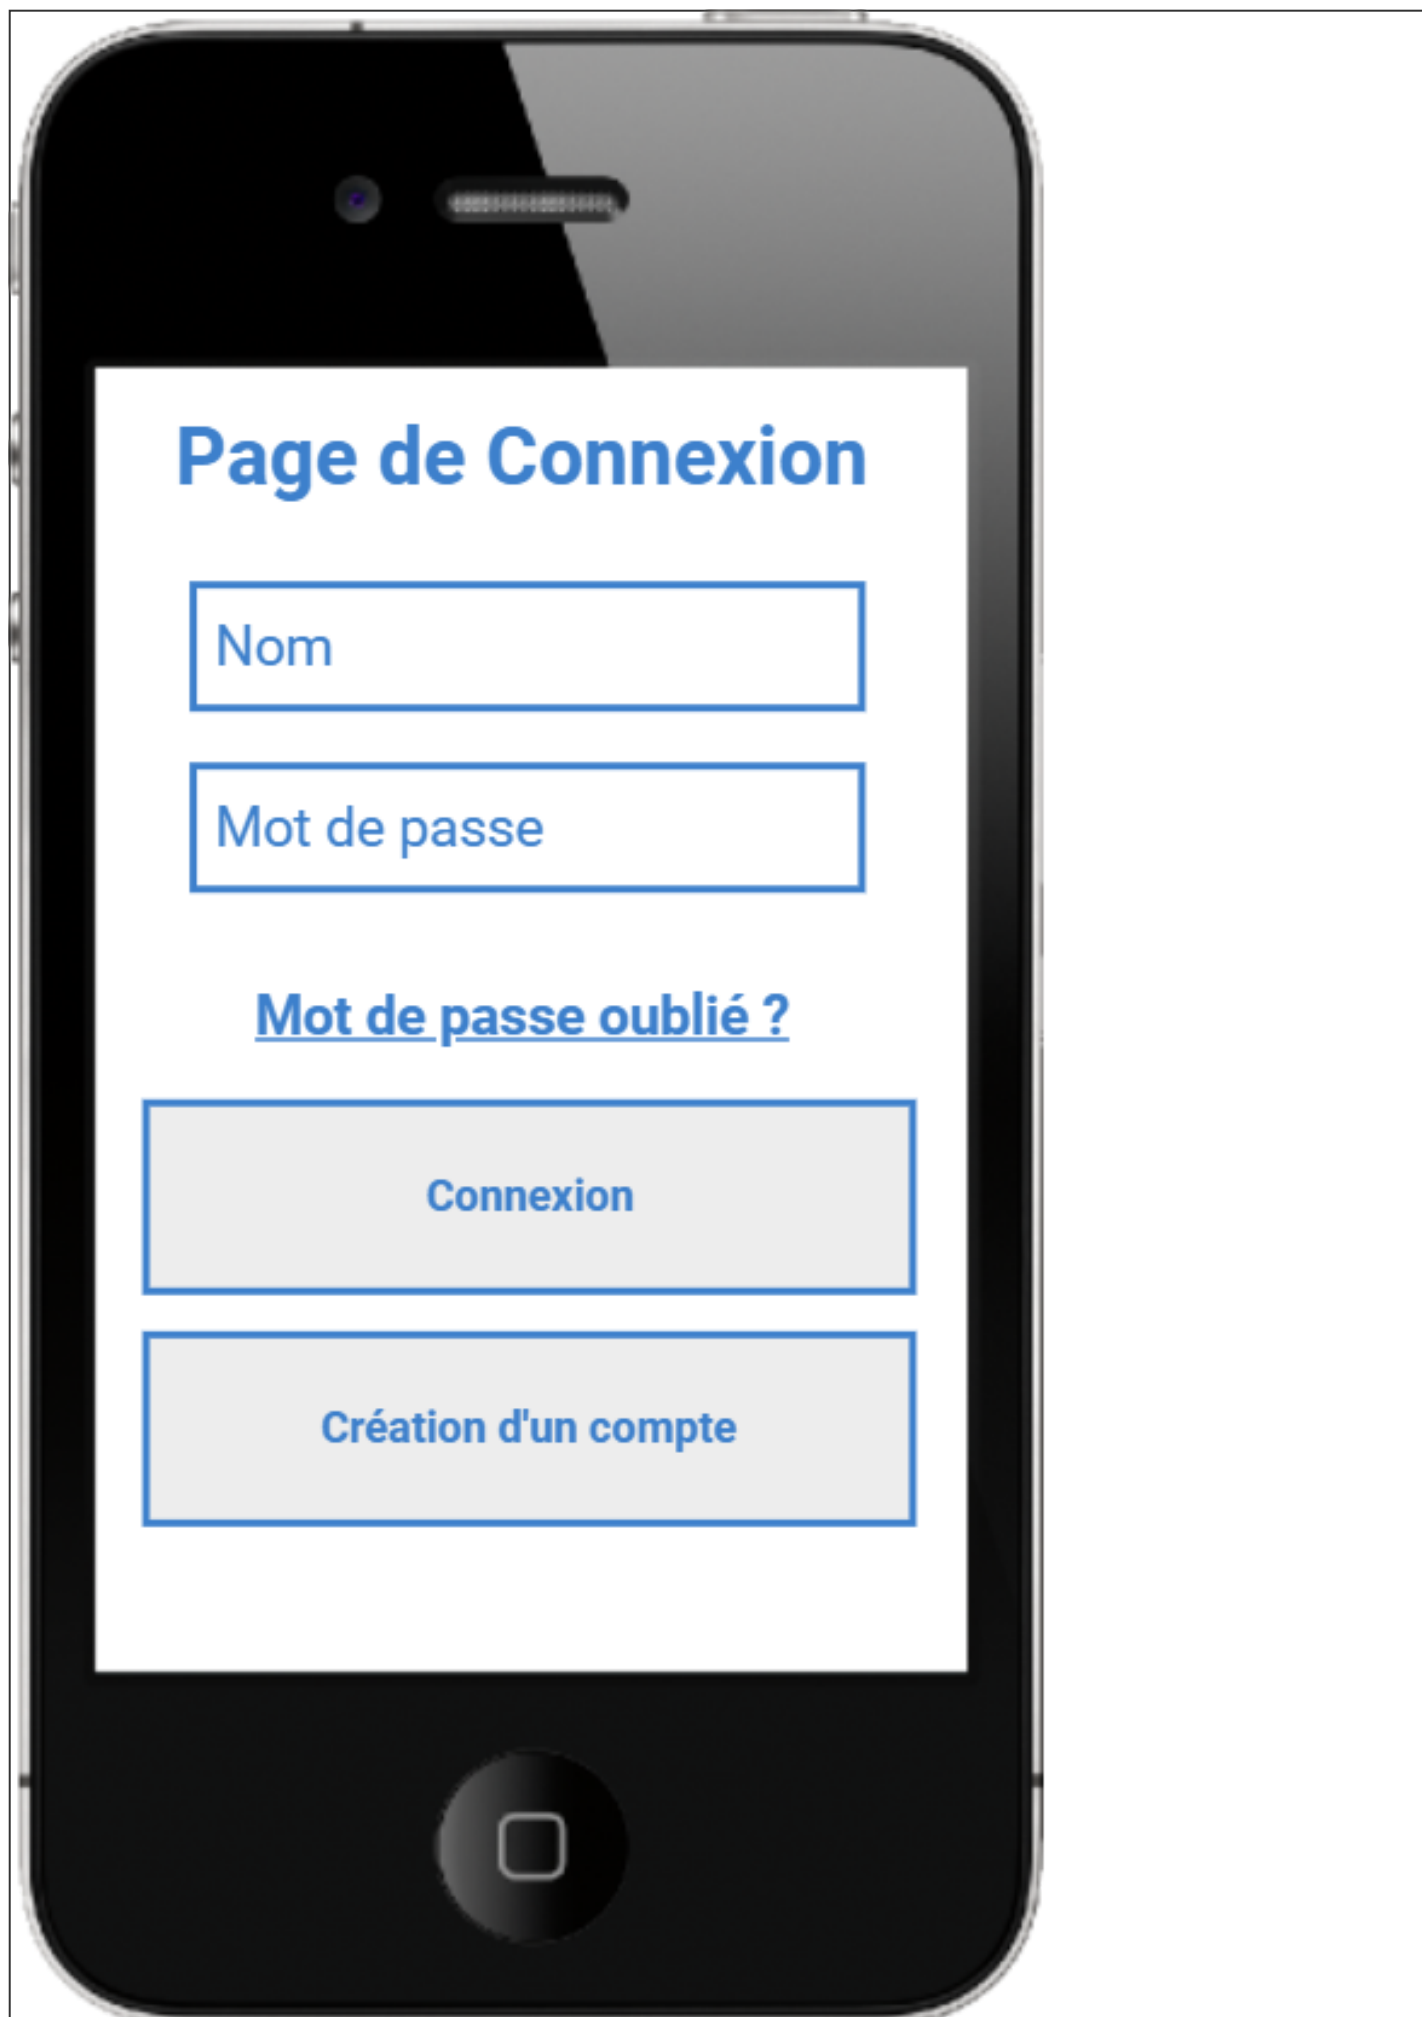 Page de Connexion
Nom
Mot de passe
Mot de passe oublié ?
Connexion
Création d'un compte